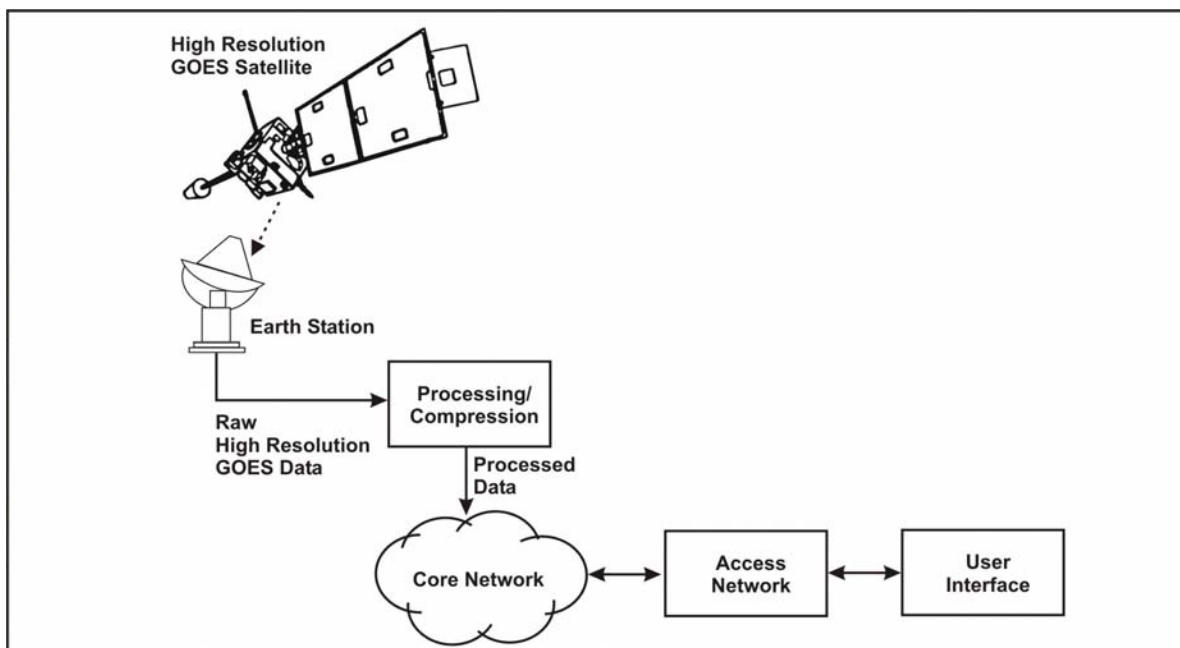 High Resolution
GOES Satellite
Earth Station
Raw
High Resolution
GOES Data
Processing/
Compression
Processed
Data
Core Network
Access
Network
User
Interface